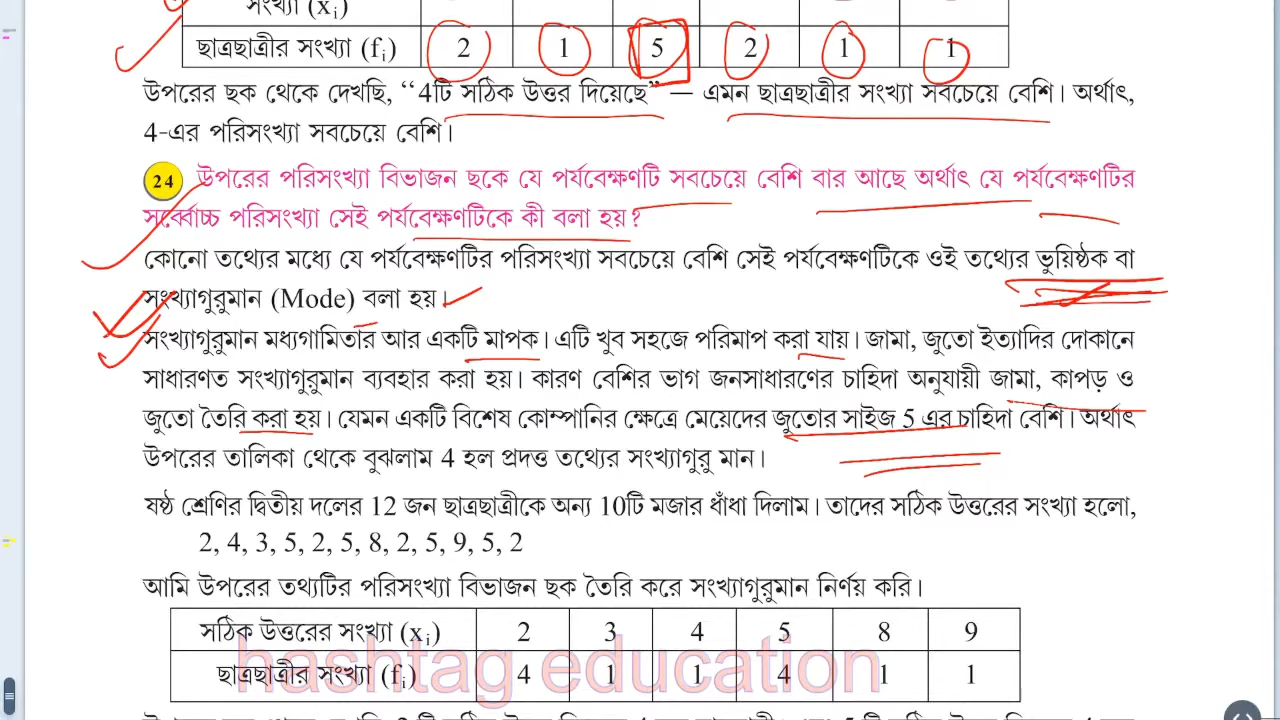 সংখ্যা (xᵢ)
ছাত্রছাত্রীর সংখ্যা (fᵢ) 2 1 5 2 1 1
উপরের ছক থেকে দেখছি, “4টি সঠিক উত্তর দিয়েছে” — এমন ছাত্রছাত্রীর সংখ্যা সবচেয়ে বেশি। অর্থাৎ,
4-এর পরিসংখ্যা সবচেয়ে বেশি।
24 উপরের পরিসংখ্যা বিভাজন ছকে যে পর্যবেক্ষণটি সবচেয়ে বেশি বার আছে অর্থাৎ যে পর্যবেক্ষণটির
সর্ব্বোচ্চ পরিসংখ্যা সেই পর্যবেক্ষণটিকে কী বলা হয়?
কোনো তথ্যের মধ্যে যে পর্যবেক্ষণটির পরিসংখ্যা সবচেয়ে বেশি সেই পর্যবেক্ষণটিকে ওই তথ্যের ভুয়িষ্ঠক বা
সংখ্যাগুরুমান (Mode) বলা হয়।
সংখ্যাগুরুমান মধ্যগামিতার আর একটি মাপক। এটি খুব সহজে পরিমাপ করা যায়। জামা, জুতো ইত্যাদির দোকানে
সাধারণত সংখ্যাগুরুমান ব্যবহার করা হয়। কারণ বেশির ভাগ জনসাধারণের চাহিদা অনুযায়ী জামা, কাপড় ও
জুতো তৈরি করা হয়। যেমন একটি বিশেষ কোম্পানির ক্ষেত্রে মেয়েদের জুতোর সাইজ 5 এর চাহিদা বেশি। অর্থাৎ
উপরের তালিকা থেকে বুঝলাম 4 হল প্রদত্ত তথ্যের সংখ্যাগুরু মান।
ষষ্ঠ শ্রেণির দ্বিতীয় দলের 12 জন ছাত্রছাত্রীকে অন্য 10টি মজার ধাঁধা দিলাম। তাদের সঠিক উত্তরের সংখ্যা হলো,
2, 4, 3, 5, 2, 5, 8, 2, 5, 9, 5, 2
আমি উপরের তথ্যটির পরিসংখ্যা বিভাজন ছক তৈরি করে সংখ্যাগুরুমান নির্ণয় করি।
সঠিক উত্তরের সংখ্যা (xᵢ) 2 3 4 5 8 9
ছাত্রছাত্রীর সংখ্যা (fᵢ) 4 1 1 4 1 1
hashtag education